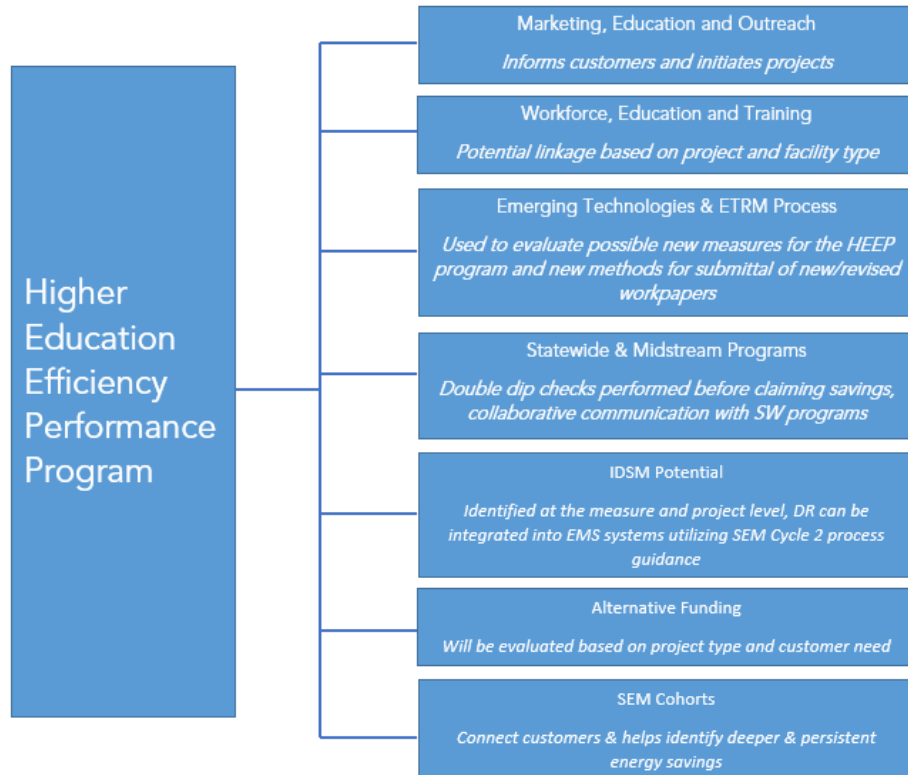 Higher
Education
Efficiency
Performance
Program
Marketing, Education and Outreach
Informs customers and initiates projects
Workforce, Education and Training
Potential linkage based on project and facility type
Emerging Technologies & ETRM Process
Used to evaluate possible new measures for the HEEP
program and new methods for submittal of new/revised
workpapers
Statewide & Midstream Programs
Double dip checks performed before claiming savings,
collaborative communication with SW programs
IDSM Potential
Identified at the measure and project level, DR can be
integrated into EMS systems utilizing SEM Cycle 2 process
guidance
Alternative Funding
Will be evaluated based on project type and customer need
SEM Cohorts
Connect customers & helps identify deeper & persistent
energy savings